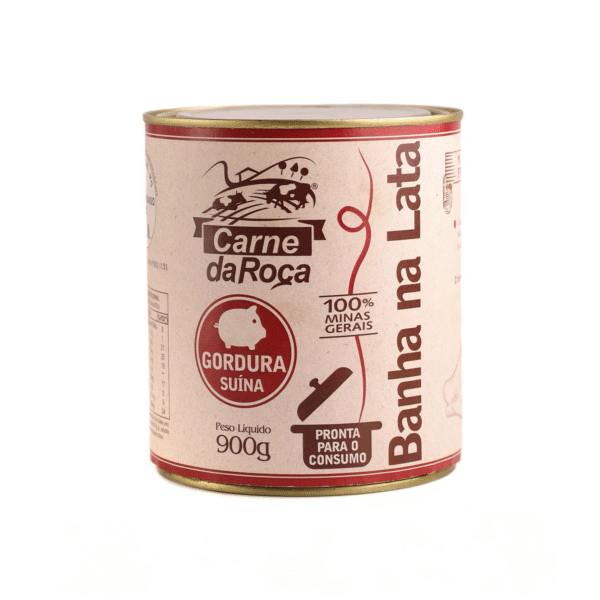 ®
Carne
daRoça
GORDURA
SUÍNA
Peso Líquido
900g
100%
MINAS
GERAIS
PRONTA
PARA O
CONSUMO
Banha na Lata